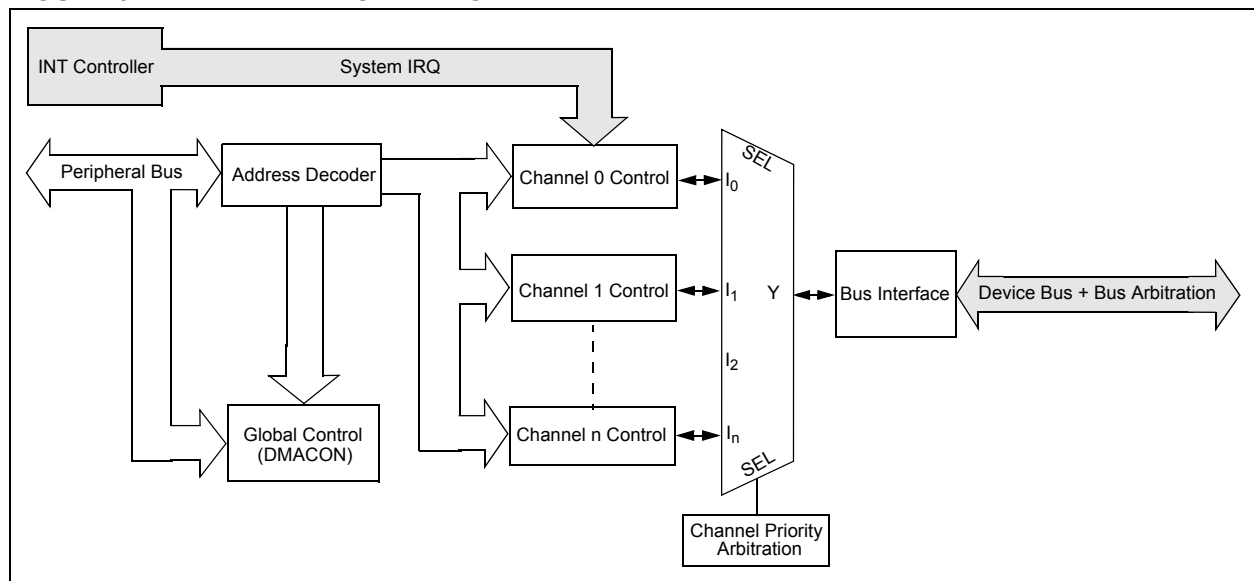 INT Controller
System IRQ
Peripheral Bus
Address Decoder
Channel 0 Control
SEL
I0
Channel 1 Control
I1
Y
Bus Interface
Device Bus + Bus Arbitration
I2
Global Control
(DMACON)
Channel n Control
In
SEL
Channel Priority
Arbitration